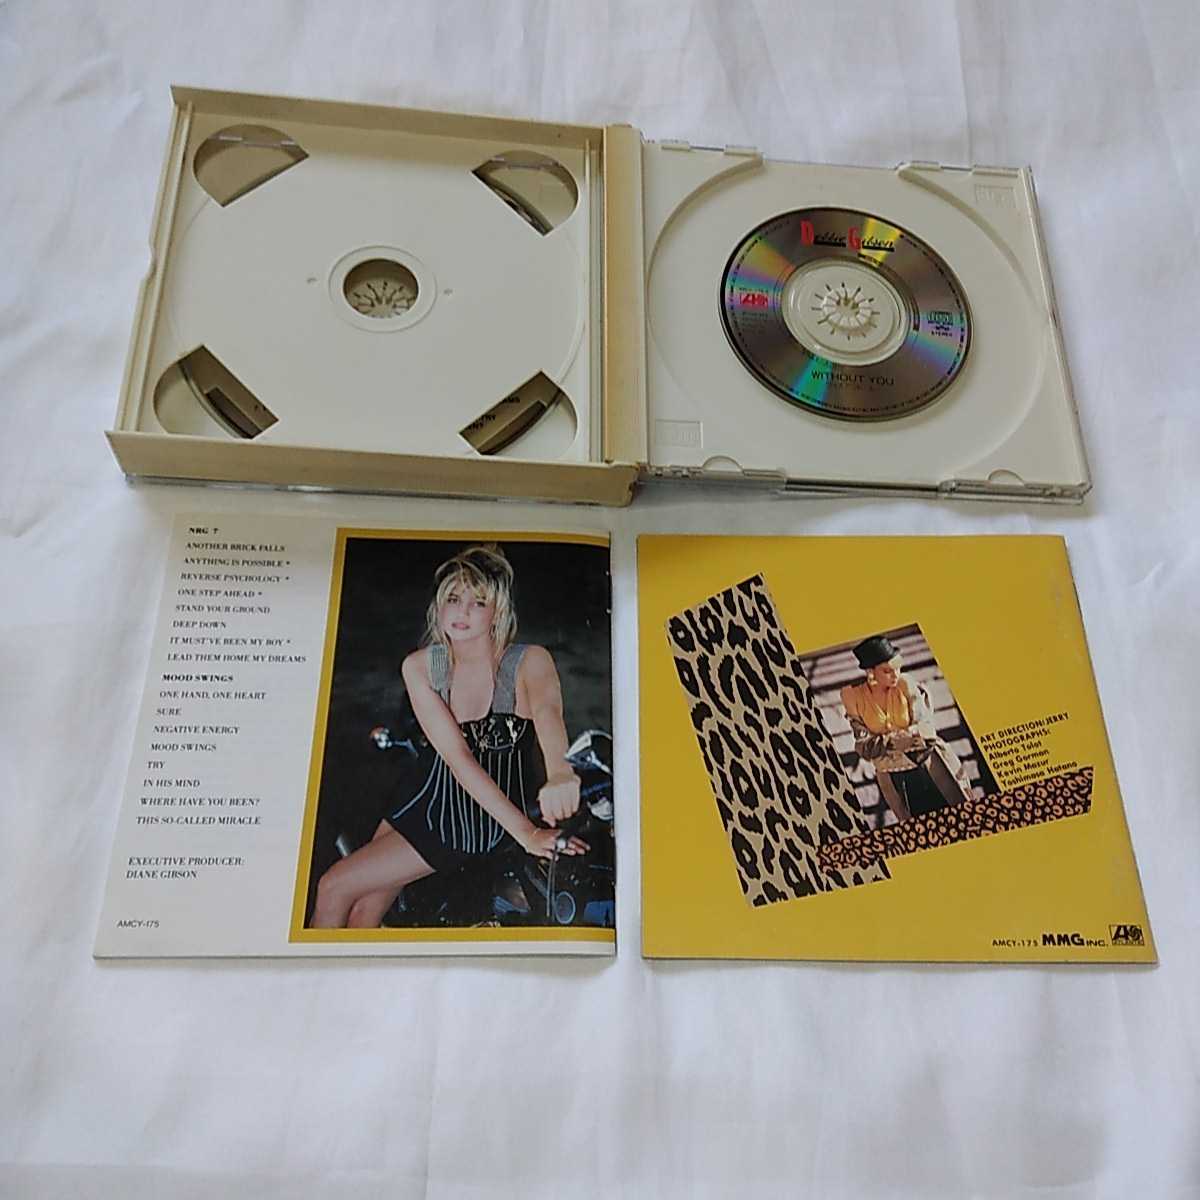 Debbie Gibson
WITHOUT YOU
STEREO
NRG ↑
ANOTHER BRICK FALLS
ANYTHING IS POSSIBLE *
REVERSE PSYCHOLOGY *
ONE STEP AHEAD *
STAND YOUR GROUND
DEEP DOWN
IT MUST'VE BEEN MY BOY *
LEAD THEM HOME MY DREAMS
MOOD SWINGS
ONE HAND, ONE HEART
SURE
NEGATIVE ENERGY
MOOD SWINGS
TRY
IN HIS MIND
WHERE HAVE YOU BEEN?
THIS SO-CALLED MIRACLE
EXECUTIVE PRODUCER:
DIANE GIBSON
AMCY-175
ART DIRECTION:JERRY
PHOTOGRAPHS:
Alberto Tolot
Greg Gorman
Kevin Mazur
Yoshimasa Hatano
AMCY-175 MMG INC.
ATLANTIC